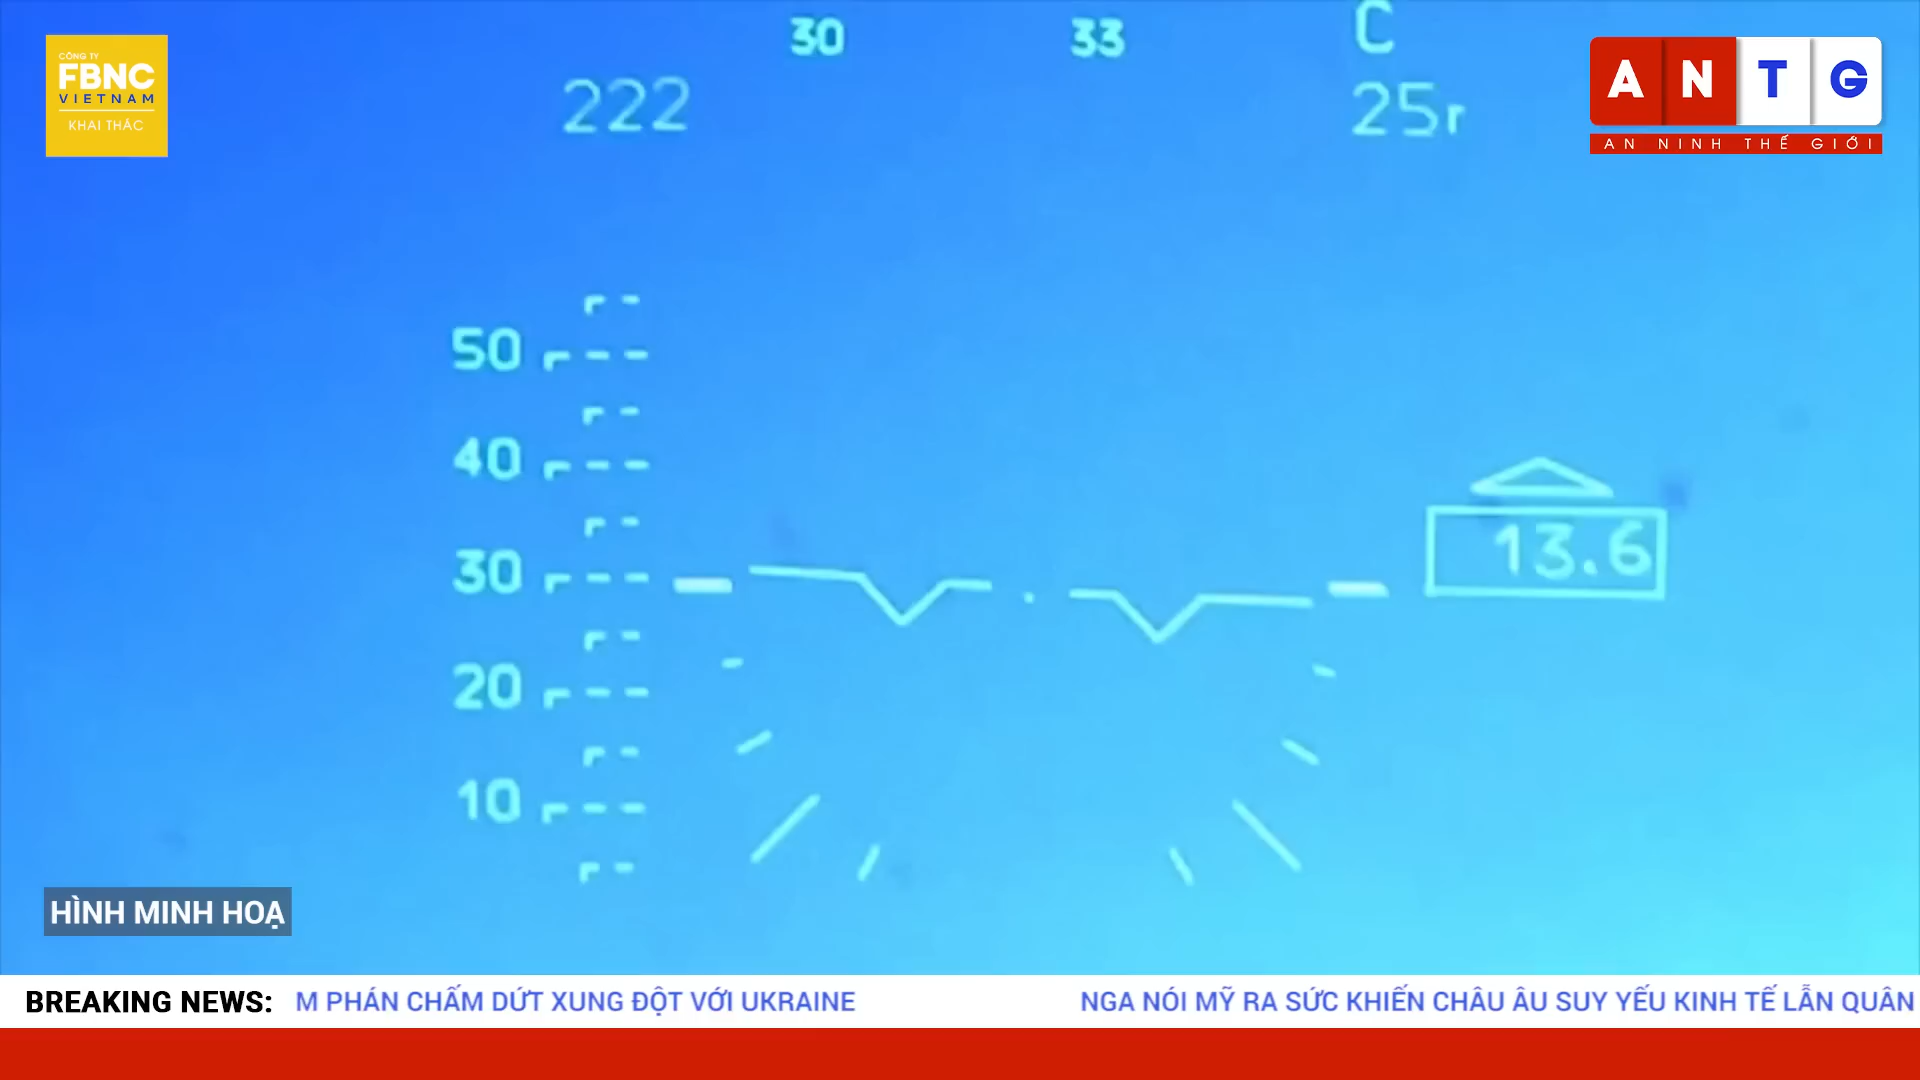 CÔNG TY
FBNC
VIETNAM
KHAI THÁC
30 33 C
222 25r
A N T G
AN NINH THẾ GIỚI
50
40
30
20
10
13.6
HÌNH MINH HOẠ
BREAKING NEWS: M PHÁN CHẤM DỨT XUNG ĐỘT VỚI UKRAINE NGA NÓI MỸ RA SỨC KHIẾN CHÂU ÂU SUY YẾU KINH TẾ LẪN QUÂN